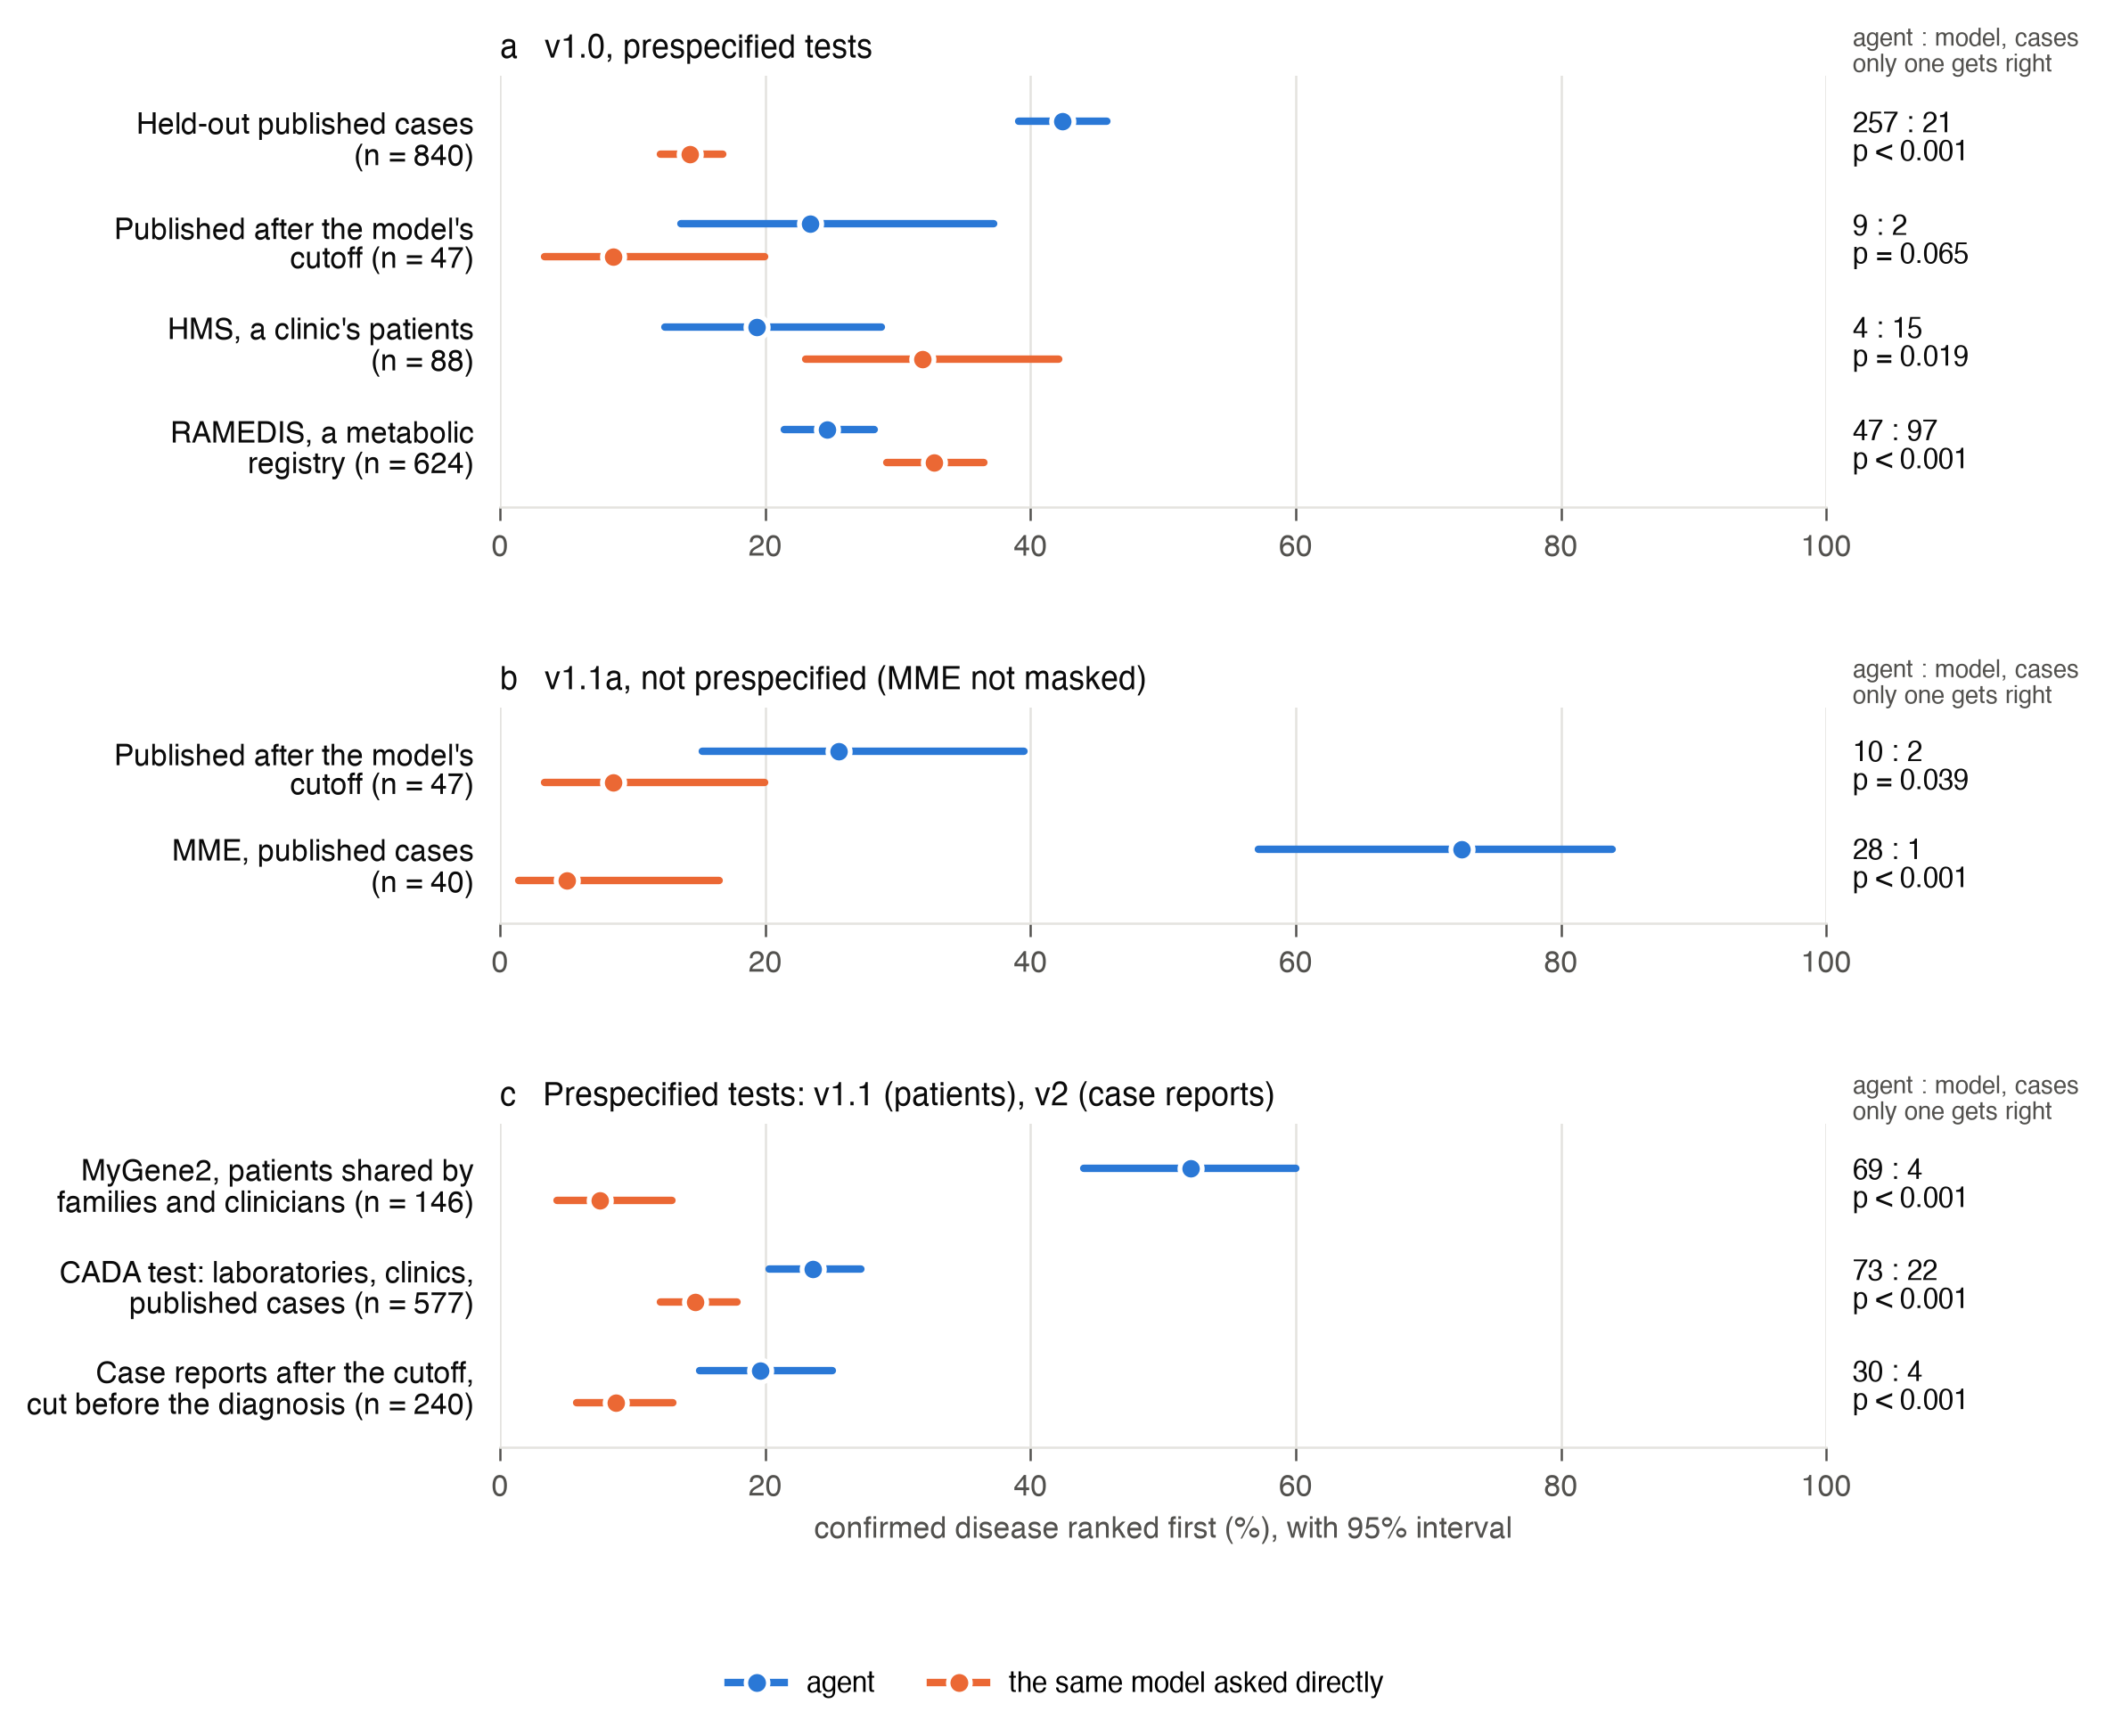 a v1.0, prespecified tests
agent : model, cases
only one gets right
Held-out published cases
(n = 840)
257 : 21
p < 0.001
Published after the model's
cutoff (n = 47)
9 : 2
p = 0.065
HMS, a clinic's patients
(n = 88)
4 : 15
p = 0.019
RAMEDIS, a metabolic
registry (n = 624)
47 : 97
p < 0.001
0 20 40 60 80 100
b v1.1a, not prespecified (MME not masked)
agent : model, cases
only one gets right
Published after the model's
cutoff (n = 47)
10 : 2
p = 0.039
MME, published cases
(n = 40)
28 : 1
p < 0.001
0 20 40 60 80 100
c Prespecified tests: v1.1 (patients), v2 (case reports)
agent : model, cases
only one gets right
MyGene2, patients shared by
families and clinicians (n = 146)
69 : 4
p < 0.001
CADA test: laboratories, clinics,
published cases (n = 577)
73 : 22
p < 0.001
Case reports after the cutoff,
cut before the diagnosis (n = 240)
30 : 4
p < 0.001
0 20 40 60 80 100
confirmed disease ranked first (%), with 95% interval
agent the same model asked directly